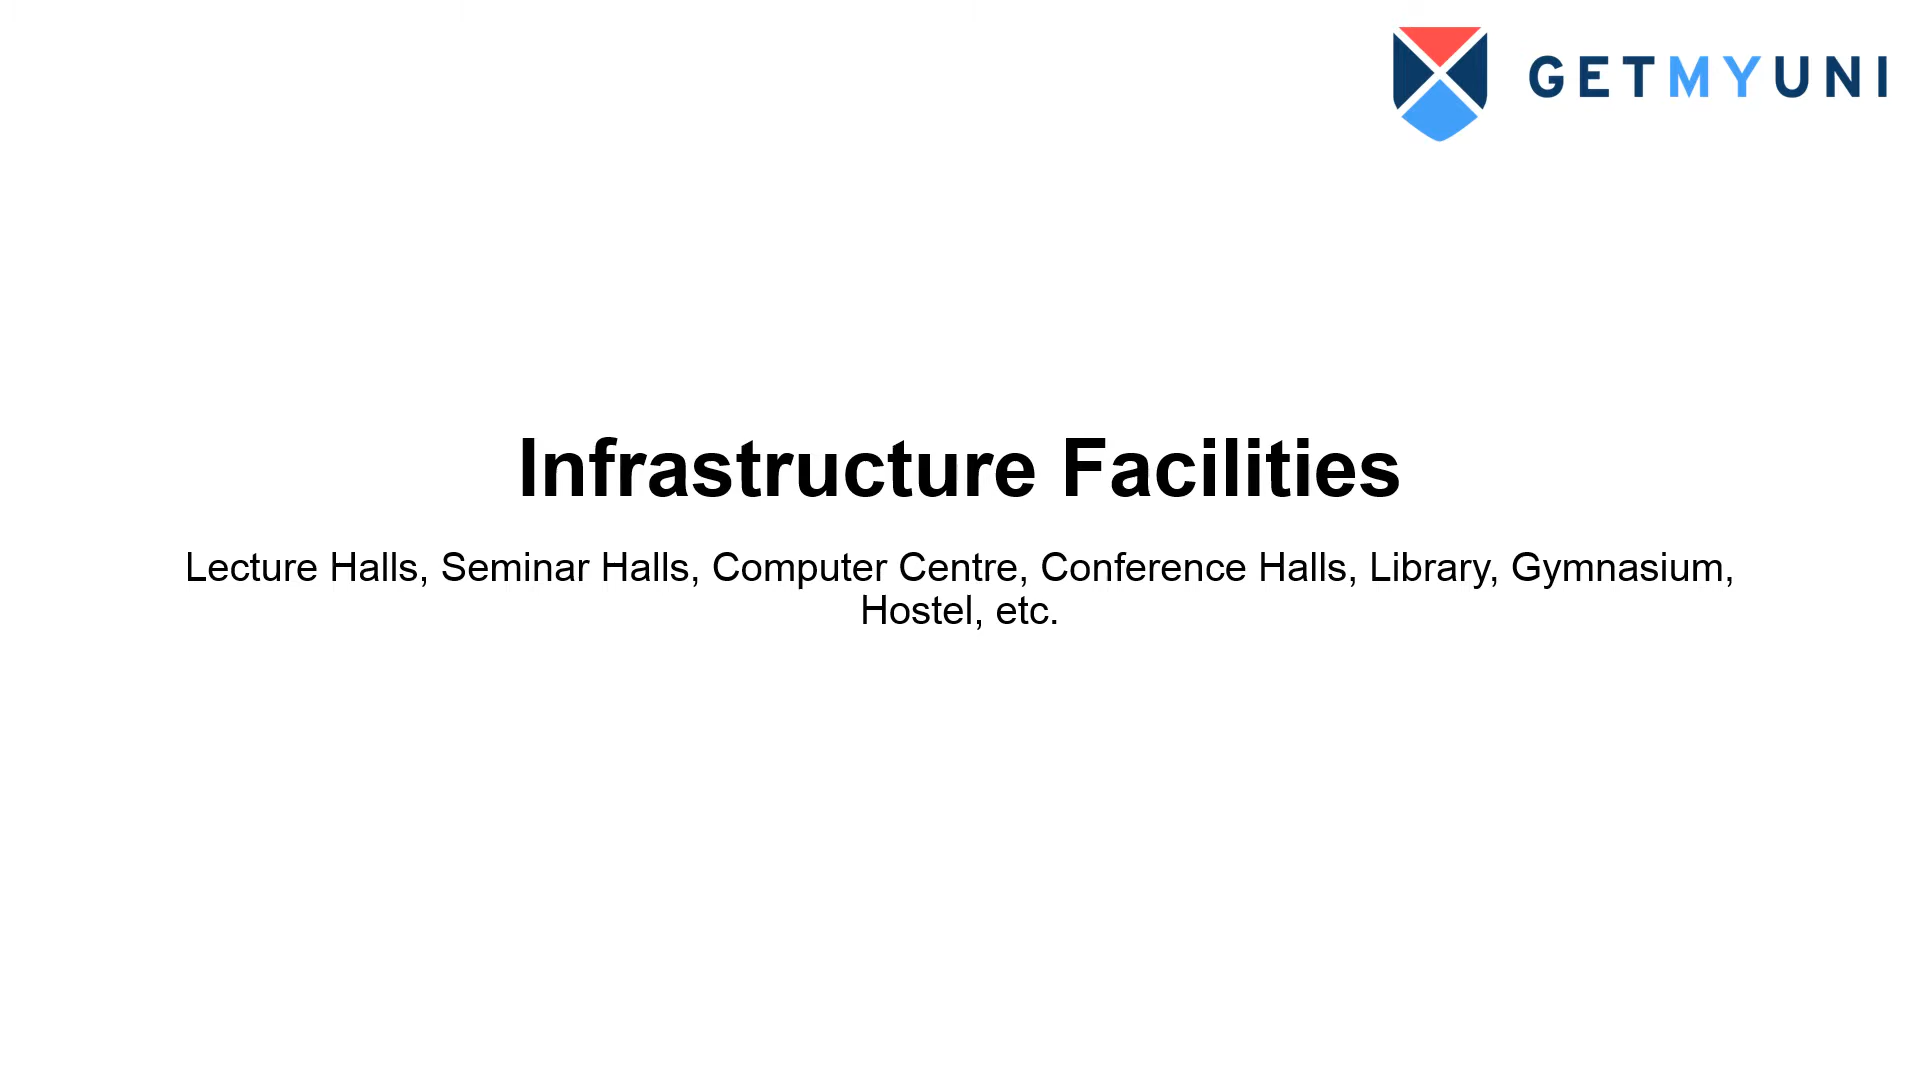 GETMYUNI
Infrastructure Facilities
Lecture Halls, Seminar Halls, Computer Centre, Conference Halls, Library, Gymnasium,
Hostel, etc.